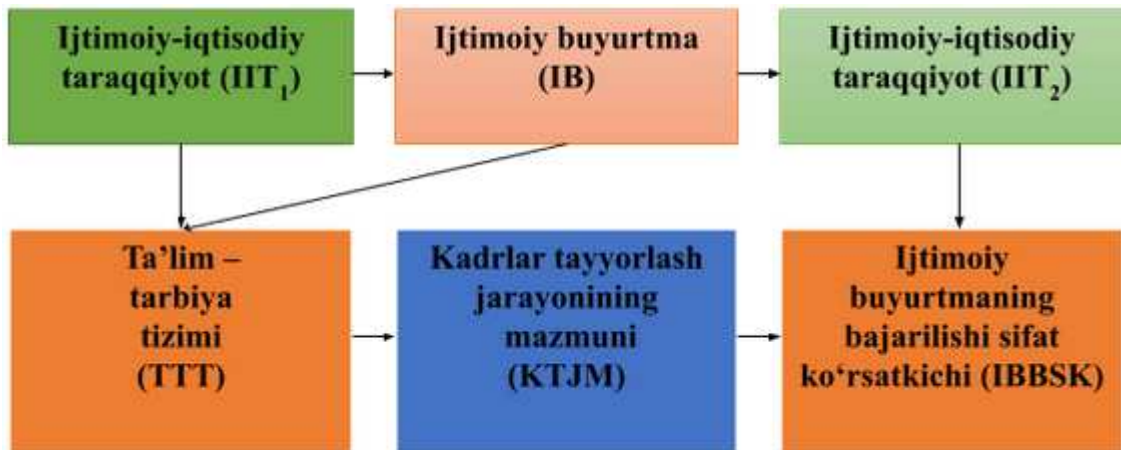 Ijtimoiy-iqtisodiy
taraqqiyot (IIT₁)
Ijtimoiy buyurtma
(IB)
Ijtimoiy-iqtisodiy
taraqqiyot (IIT₂)
Ta’lim –
tarbiya
tizimi
(TTT)
Kadrlar tayyorlash
jarayonining
mazmuni
(KTJM)
Ijtimoiy
buyurtmaning
bajarilishi sifat
ko‘rsatkichi (IBBSK)